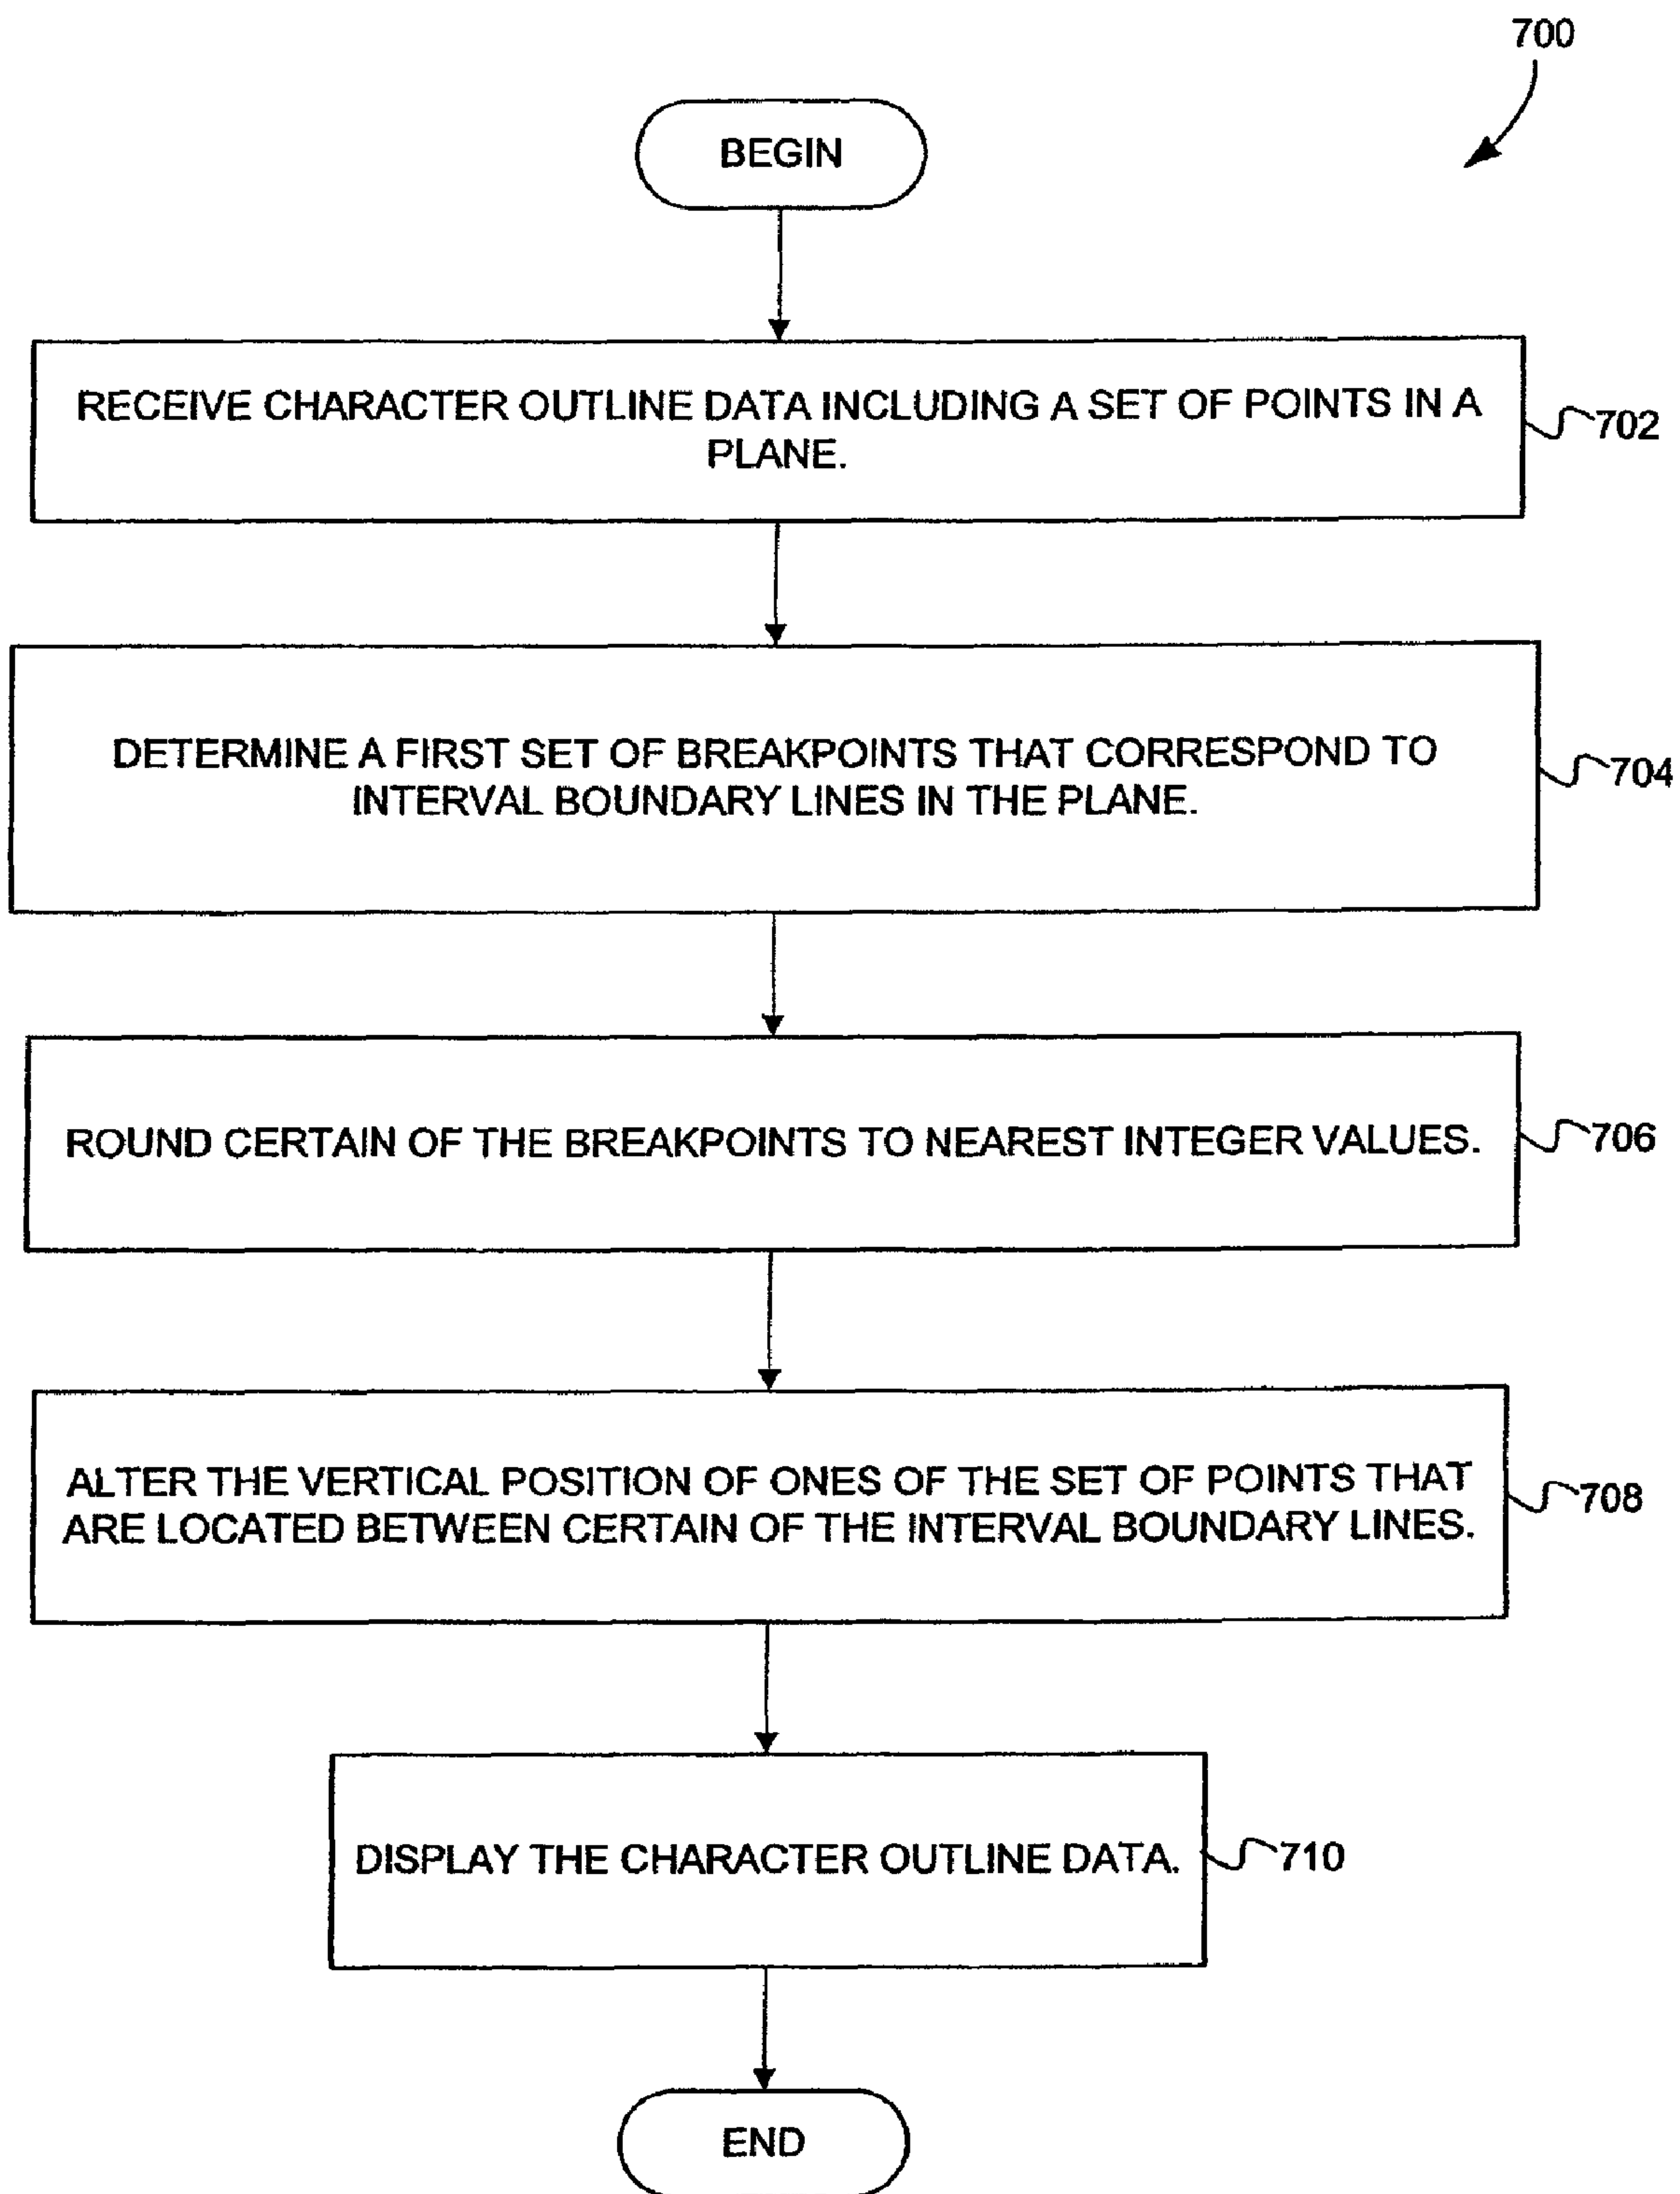 700
BEGIN
RECEIVE CHARACTER OUTLINE DATA INCLUDING A SET OF POINTS IN A
PLANE.
702
DETERMINE A FIRST SET OF BREAKPOINTS THAT CORRESPOND TO
INTERVAL BOUNDARY LINES IN THE PLANE.
704
ROUND CERTAIN OF THE BREAKPOINTS TO NEAREST INTEGER VALUES.
706
ALTER THE VERTICAL POSITION OF ONES OF THE SET OF POINTS THAT
ARE LOCATED BETWEEN CERTAIN OF THE INTERVAL BOUNDARY LINES.
708
DISPLAY THE CHARACTER OUTLINE DATA.
710
END